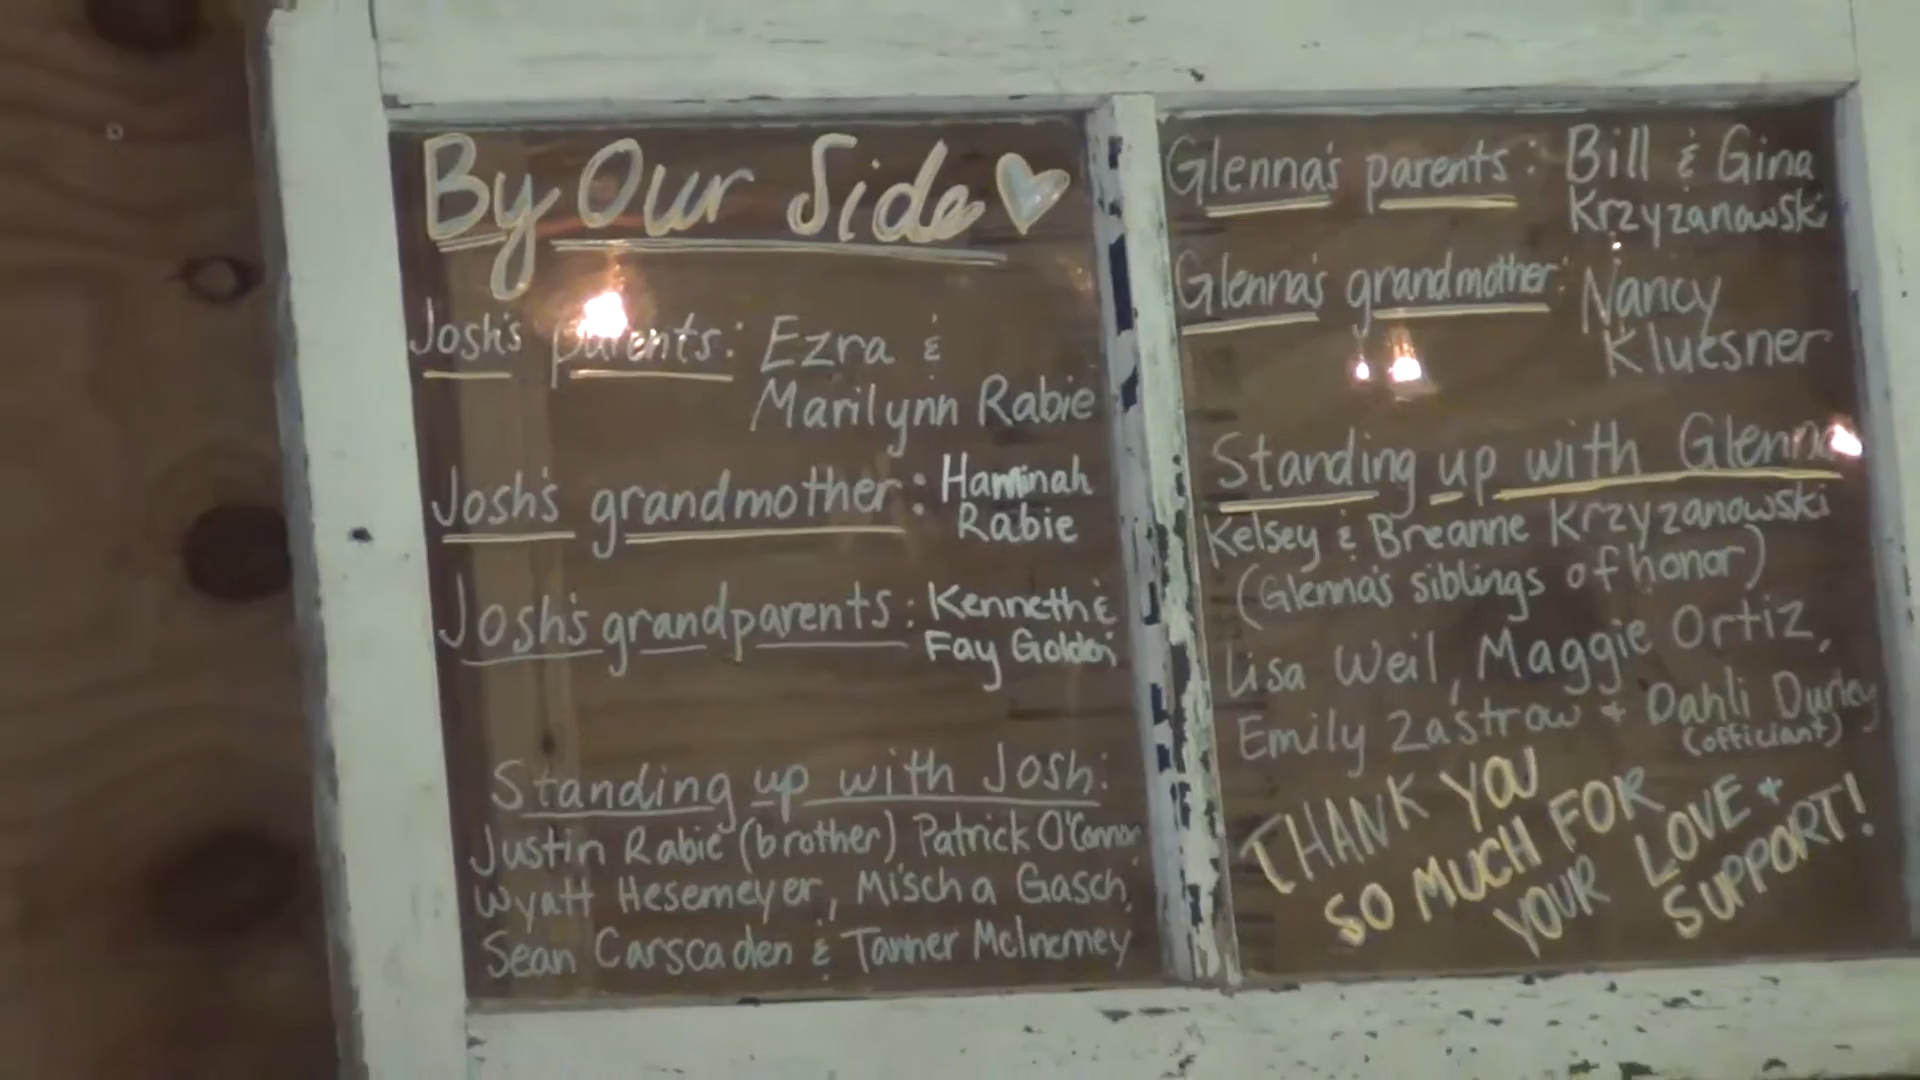 By Our Side
Josh's parents: Ezra &
Marilynn Rabie
Josh's grandmother: Haminah
Rabie
Josh's grandparents: Kenneth &
Fay Golden
Standing up with Josh:
Justin Rabie (brother) Patrick O'Connor
Wyatt Hesemeyer, Mischa Gasch,
Sean Carscaden & Tanner McInerney
Glenna's parents: Bill & Gina
Krzyzanowski
Glenna's grandmother: Nancy
Kluesner
Standing up with Glenna
Kelsey & Breanne Krzyzanowski
(Glenna's siblings of honor)
Lisa Weil, Maggie Ortiz,
Emily Zastrow + Dahli Durley
(officiant)
THANK YOU
SO MUCH FOR
YOUR LOVE +
SUPPORT!